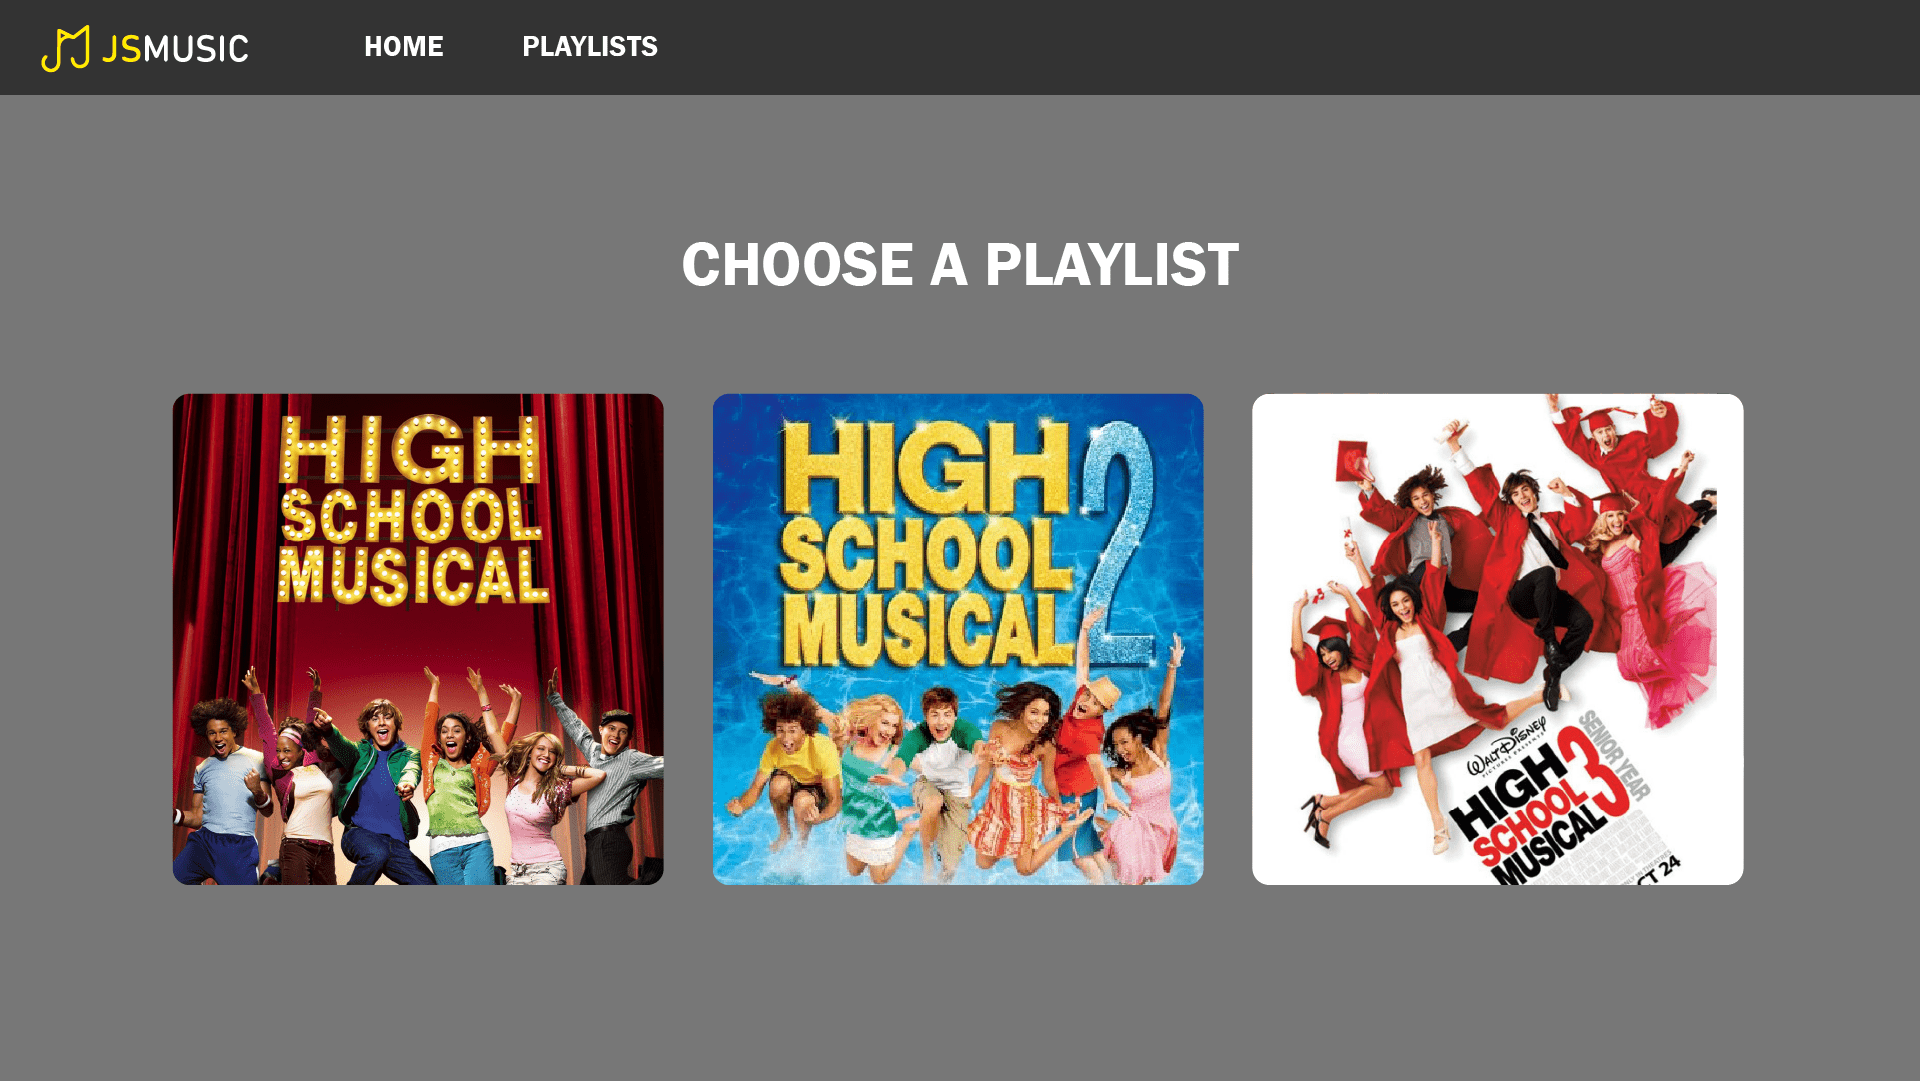 JSMUSIC
HOME
PLAYLISTS
CHOOSE A PLAYLIST
HIGH
SCHOOL
MUSICAL
HIGH
SCHOOL
MUSICAL
2
WALT DISNEY
PICTURES PRESENTS
HIGH
SCHOOL
MUSICAL
3
SENIOR YEAR
CT 24